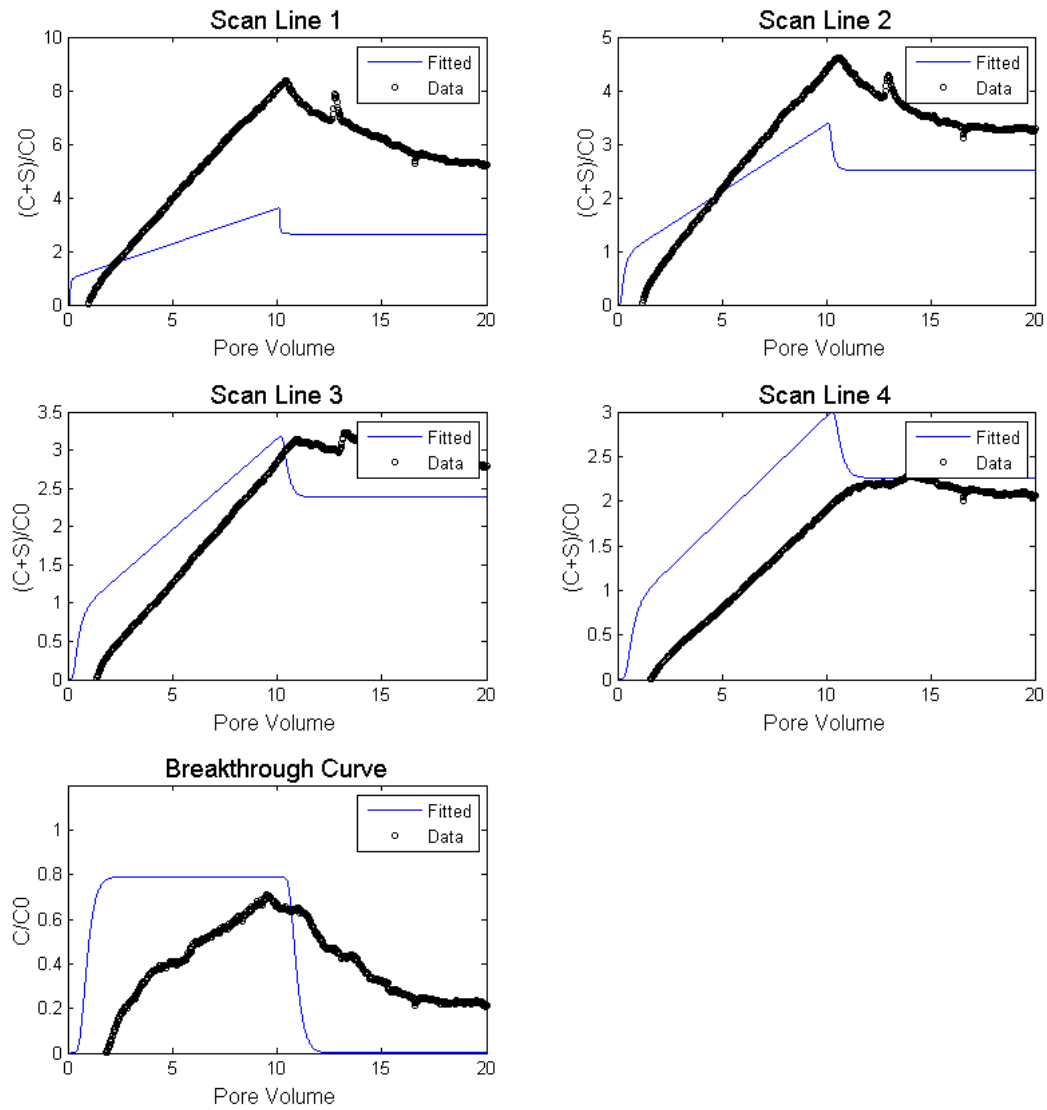 Scan Line 1
10
8
6
4
2
0
(C+S)/C0
Fitted
Data
0 5 10 15 20
Pore Volume
Scan Line 2
5
4
3
2
1
0
(C+S)/C0
Fitted
Data
0 5 10 15 20
Pore Volume
Scan Line 3
3.5
3
2.5
2
1.5
1
0.5
0
(C+S)/C0
Fitted
Data
0 5 10 15 20
Pore Volume
Scan Line 4
3
2.5
2
1.5
1
0.5
0
(C+S)/C0
Fitted
Data
0 5 10 15 20
Pore Volume
Breakthrough Curve
1
0.8
0.6
0.4
0.2
0
C/C0
Fitted
Data
0 5 10 15 20
Pore Volume